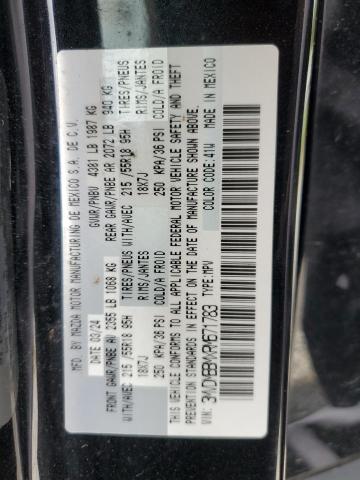 MFD. BY MAZDA MOTOR MANUFACTURING DE MEXICO S.A. DE C.V.
DATE 03/24 GVWR/PNBV 4381 LB 1987 KG
FRONT GAWR/PNBE AV 2355 LB 1068 KG REAR GAWR/PNBE AR 2072 LB 940 KG
WITH/AVEC 215/55R18 95H TIRES/PNEUS WITH/AVEC 215/55R18 95H TIRES/PNEUS
18X7J RIMS/JANTES 18X7J RIMS/JANTES
250 KPA/36 PSI COLD/A FROID 250 KPA/36 PSI COLD/A FROID
THIS VEHICLE CONFORMS TO ALL APPLICABLE FEDERAL MOTOR VEHICLE SAFETY AND THEFT
PREVENTION STANDARDS IN EFFECT ON THE DATE OF MANUFACTURE SHOWN ABOVE.
COLOR CODE:41W MADE IN MEXICO
VIN: TYPE:MPV